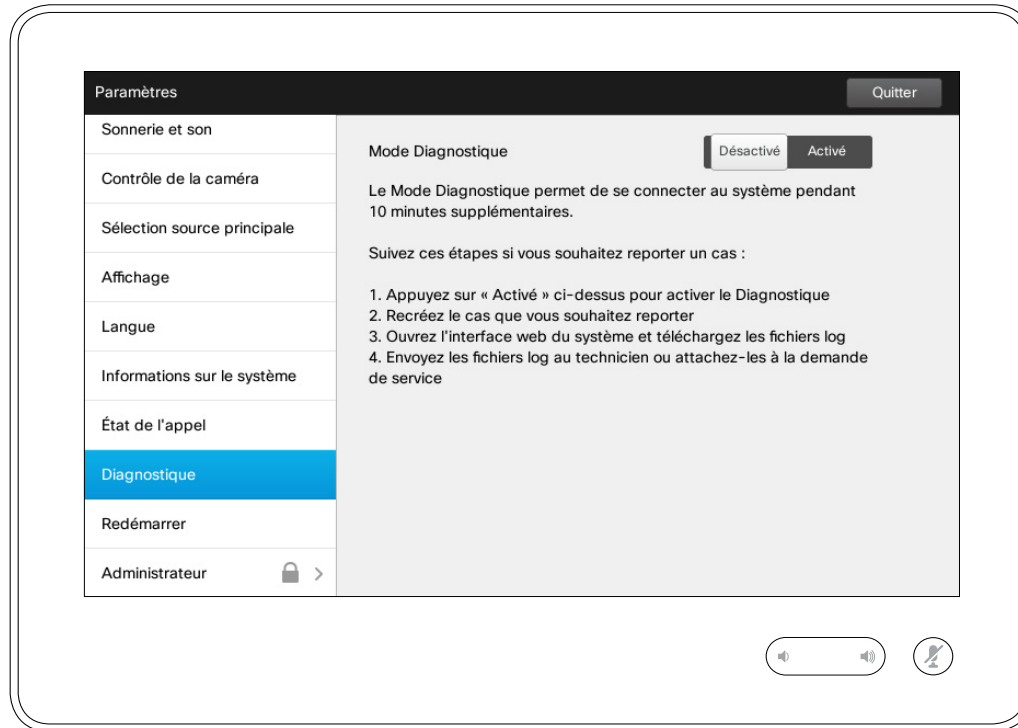 Paramètres
Quitter
Sonnerie et son
Contrôle de la caméra
Sélection source principale
Affichage
Langue
Informations sur le système
État de l'appel
Diagnostique
Redémarrer
Administrateur
Mode Diagnostique
Désactivé
Activé
Le Mode Diagnostique permet de se connecter au système pendant
10 minutes supplémentaires.
Suivez ces étapes si vous souhaitez reporter un cas :
1. Appuyez sur « Activé » ci-dessus pour activer le Diagnostique
2. Recréez le cas que vous souhaitez reporter
3. Ouvrez l'interface web du système et téléchargez les fichiers log
4. Envoyez les fichiers log au technicien ou attachez-les à la demande
de service